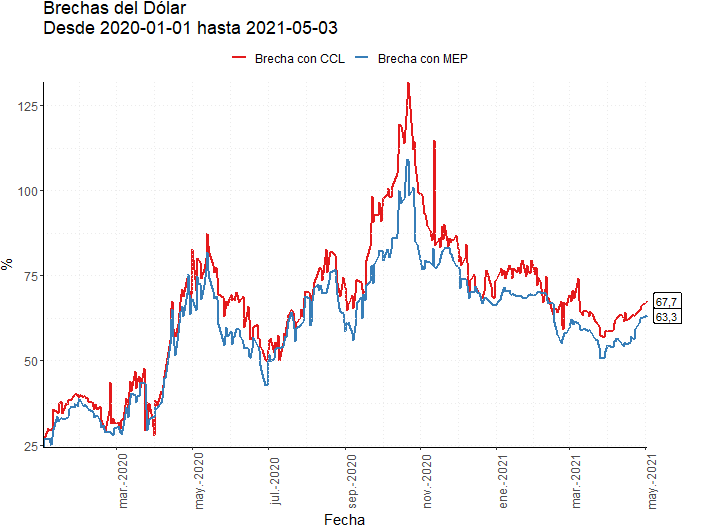 Brechas del Dólar
Desde 2020-01-01 hasta 2021-05-03
Brecha con CCL
Brecha con MEP
%
125
100
75
50
25
67,7
63,3
mar.-2020
may.-2020
jul.-2020
sep.-2020
nov.-2020
ene.-2021
mar.-2021
may.-2021
Fecha